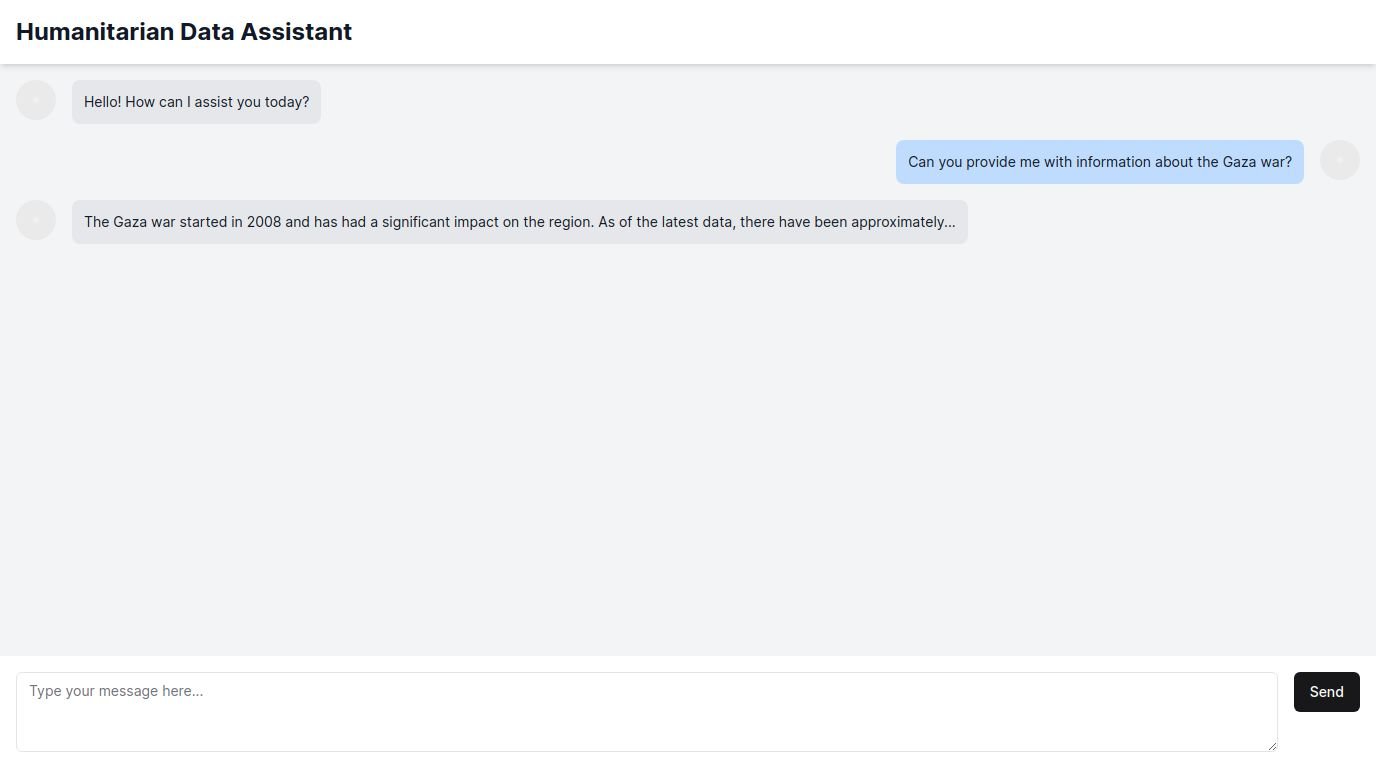 Humanitarian Data Assistant
Hello! How can I assist you today?
Can you provide me with information about the Gaza war?
The Gaza war started in 2008 and has had a significant impact on the region. As of the latest data, there have been approximately...
Type your message here...
Send